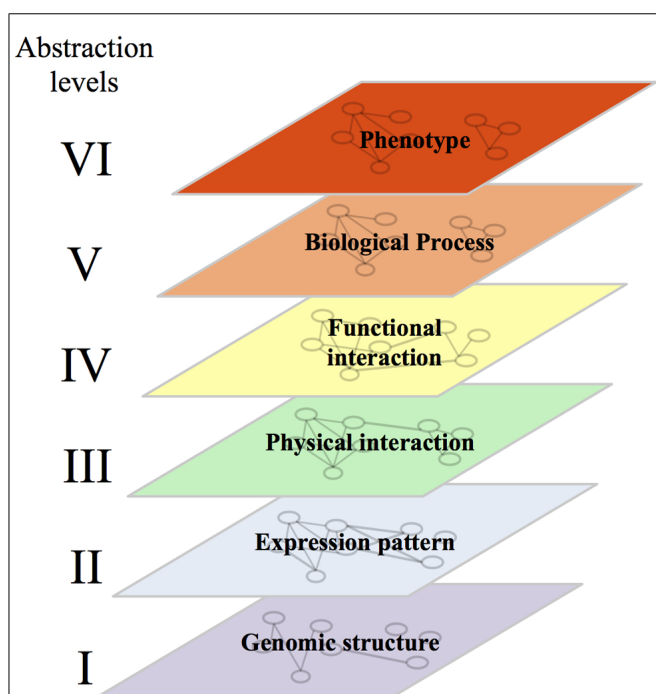 Abstraction
levels
VI
Phenotype
V
Biological Process
IV
Functional
interaction
III
Physical interaction
II
Expression pattern
I
Genomic structure